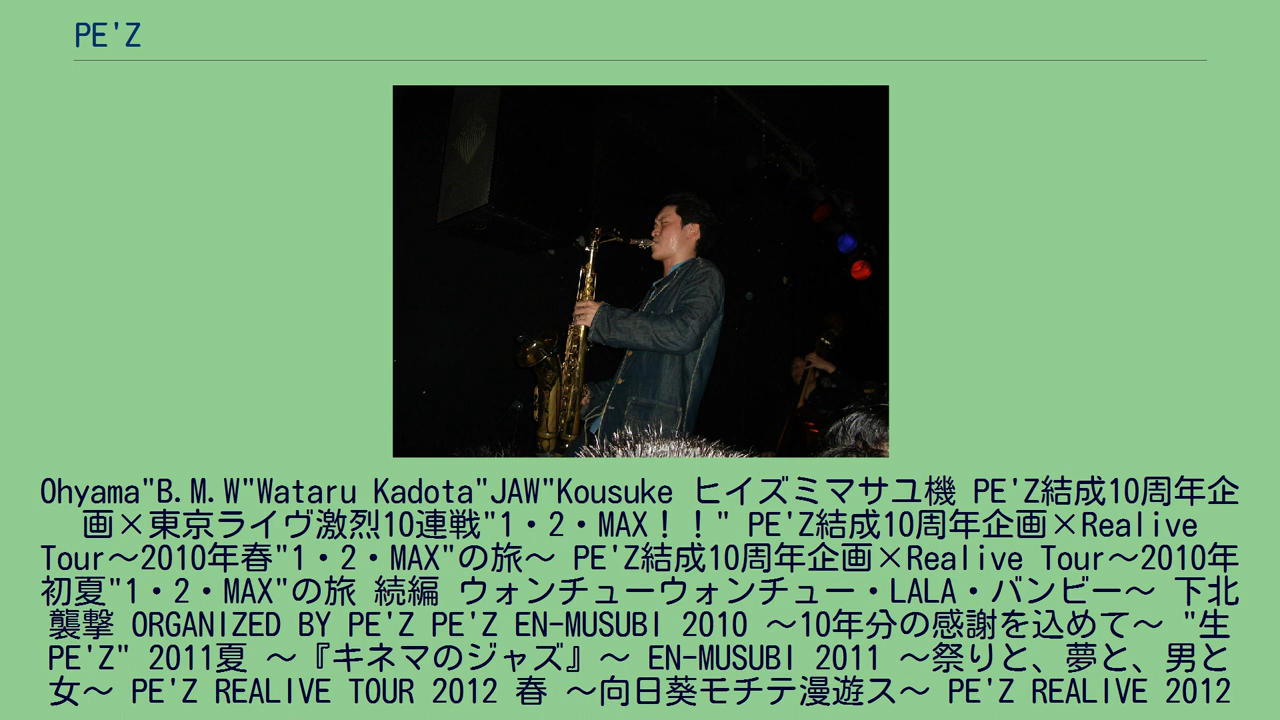 PE'Z
Ohyama"B.M.W"Wataru Kadota"JAW"Kousuke ヒイズミマサユ機 PE'Z結成10周年企
画×東京ライヴ激烈10連戦"1・2・MAX！！" PE'Z結成10周年企画×Realive
Tour～2010年春"1・2・MAX"の旅～ PE'Z結成10周年企画×Realive Tour～2010年
初夏"1・2・MAX"の旅 続編 ウォンチューウォンチュー・LALA・バンビー～ 下北
襲撃 ORGANIZED BY PE'Z PE'Z EN-MUSUBI 2010 ～10年分の感謝を込めて～ "生
PE'Z" 2011夏 ～『キネマのジャズ』～ EN-MUSUBI 2011 ～祭りと、夢と、男と
女～ PE'Z REALIVE TOUR 2012 春 ～向日葵モチテ漫遊ス～ PE'Z REALIVE 2012